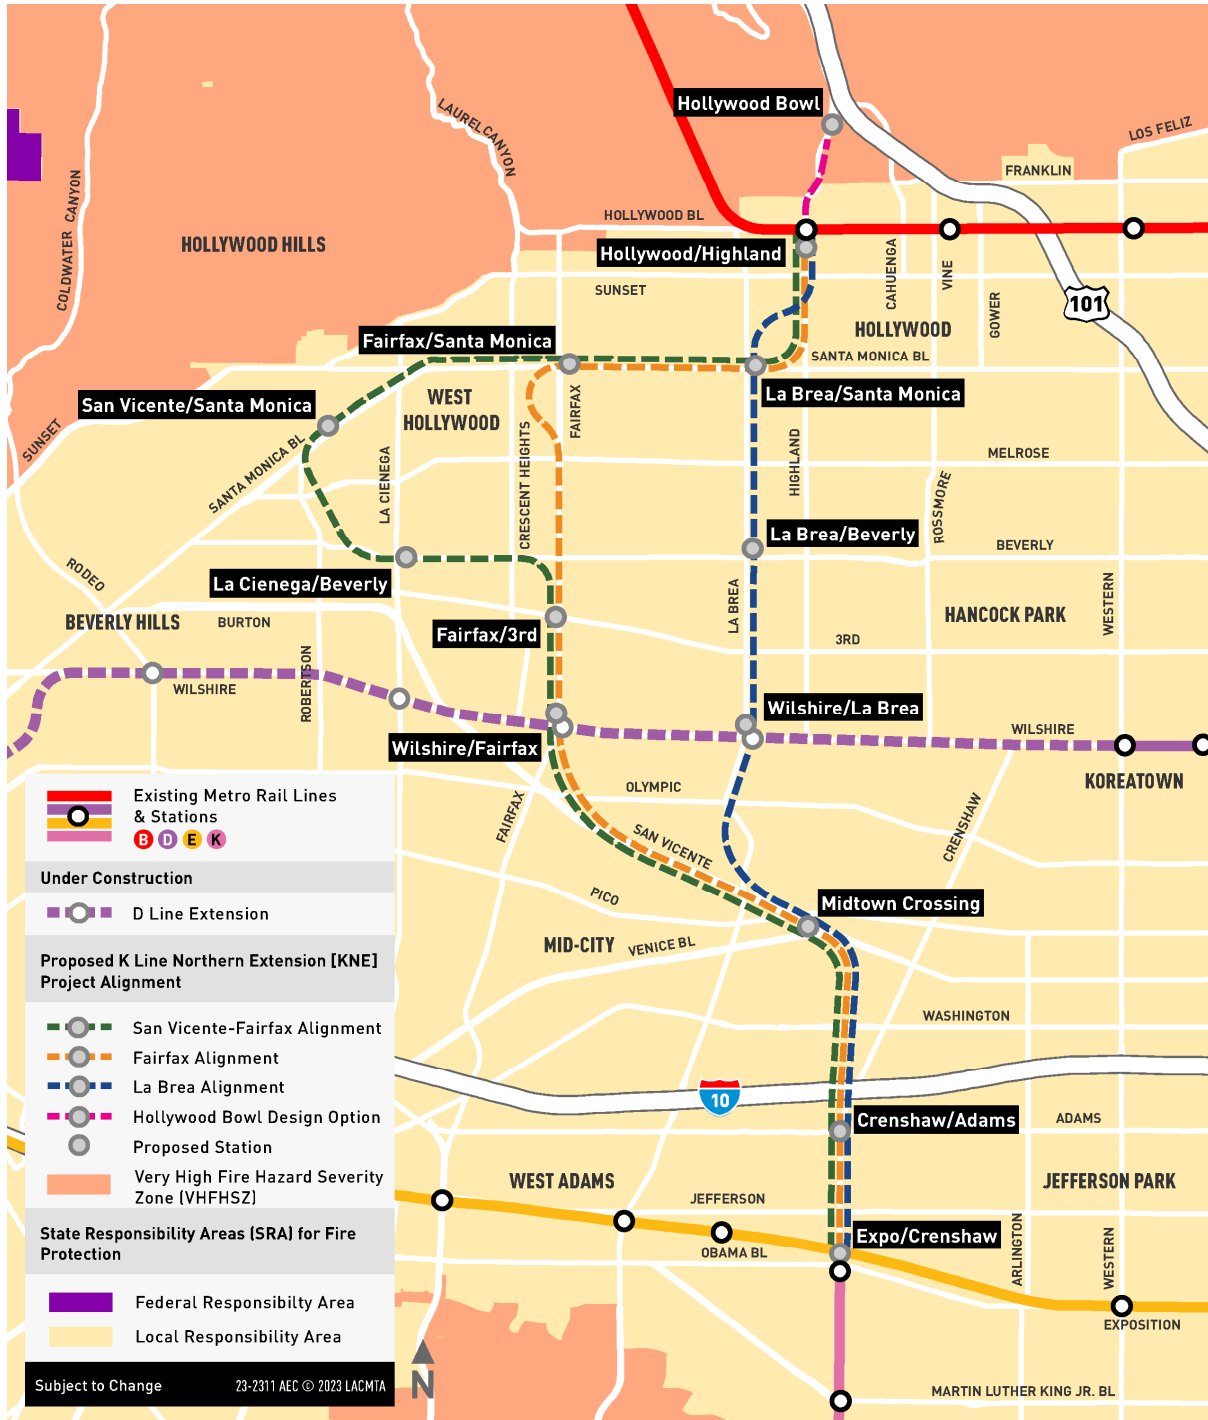 Hollywood Bowl
LAUREL CANYON
LOS FELIZ
FRANKLIN
COLDWATER CANYON
HOLLYWOOD BL
HOLLYWOOD HILLS
Hollywood/Highland
CAHUENGA
VINE
GOWER
SUNSET
101
HOLLYWOOD
Fairfax/Santa Monica
SANTA MONICA BL
WEST
HOLLYWOOD
La Brea/Santa Monica
San Vicente/Santa Monica
FAIRFAX
SUNSET
SANTA MONICA BL
LA CIENEGA
CRESCENT HEIGHTS
HIGHLAND
MELROSE
ROSSMORE
La Brea/Beverly
BEVERLY
RODEO
La Cienega/Beverly
LA BREA
WESTERN
BEVERLY HILLS
BURTON
Fairfax/3rd
HANCOCK PARK
3RD
WILSHIRE
ROBERTSON
Wilshire/La Brea
WILSHIRE
Wilshire/Fairfax
KOREATOWN
OLYMPIC
FAIRFAX
SAN VICENTE
CRENSHAW
PICO
Midtown Crossing
MID-CITY
VENICE BL
WASHINGTON
10
Crenshaw/Adams
ADAMS
WEST ADAMS
JEFFERSON PARK
JEFFERSON
Expo/Crenshaw
OBAMA BL
ARLINGTON
WESTERN
EXPOSITION
MARTIN LUTHER KING JR. BL
N
Existing Metro Rail Lines
& Stations
B D E K
Under Construction
D Line Extension
Proposed K Line Northern Extension [KNE]
Project Alignment
San Vicente-Fairfax Alignment
Fairfax Alignment
La Brea Alignment
Hollywood Bowl Design Option
Proposed Station
Very High Fire Hazard Severity
Zone (VHFHSZ)
State Responsibility Areas (SRA) for Fire
Protection
Federal Responsibilty Area
Local Responsibility Area
Subject to Change
23-2311 AEC © 2023 LACMTA